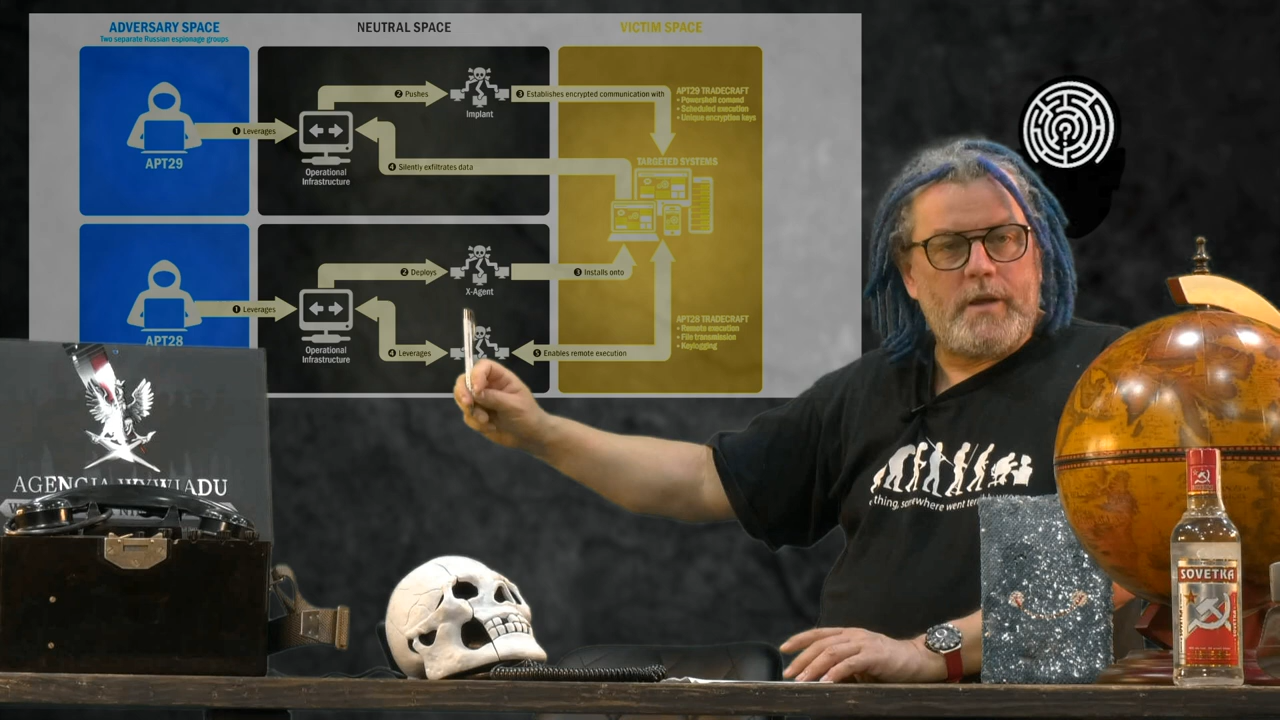 ADVERSARY SPACE
Two separate Russian espionage groups
NEUTRAL SPACE
VICTIM SPACE
APT29
1 Leverages
Operational
Infrastructure
2 Pushes
Implant
3 Establishes encrypted communication with
4 Silently exfiltrates data
APT29 TRADECRAFT
• Powershell comand
• Scheduled execution
• Unique encryption keys
TARGETED SYSTEMS
APT28
1 Leverages
Operational
Infrastructure
2 Deploys
X-Agent
3 Installs onto
4 Leverages
5 Enables remote execution
APT28 TRADECRAFT
• Remote execution
• File transmission
• Keylogging
AGENCJA WYWIADU
thing, somewhere went
SOVETKA